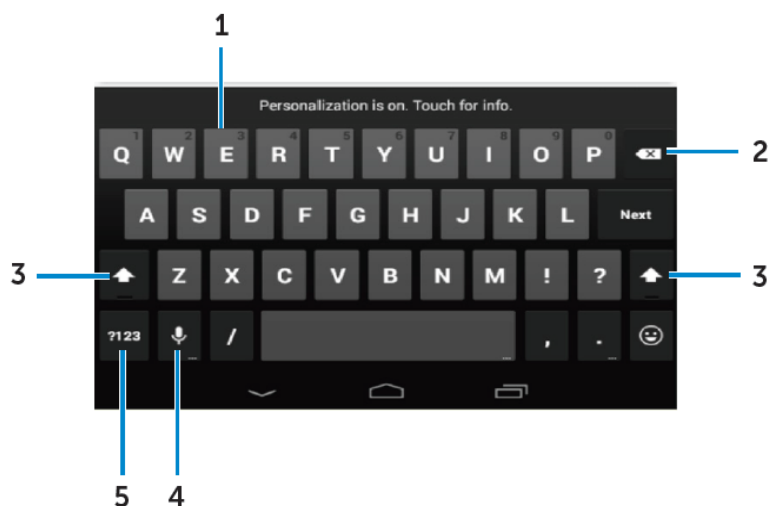 1
Personalization is on. Touch for info.
1 2 3 4 5 6 7 8 9 0
Q W E R T Y U I O P
2
A S D F G H J K L Next
3 Z X C V B N M ! ? 3
?123 / , .
5 4